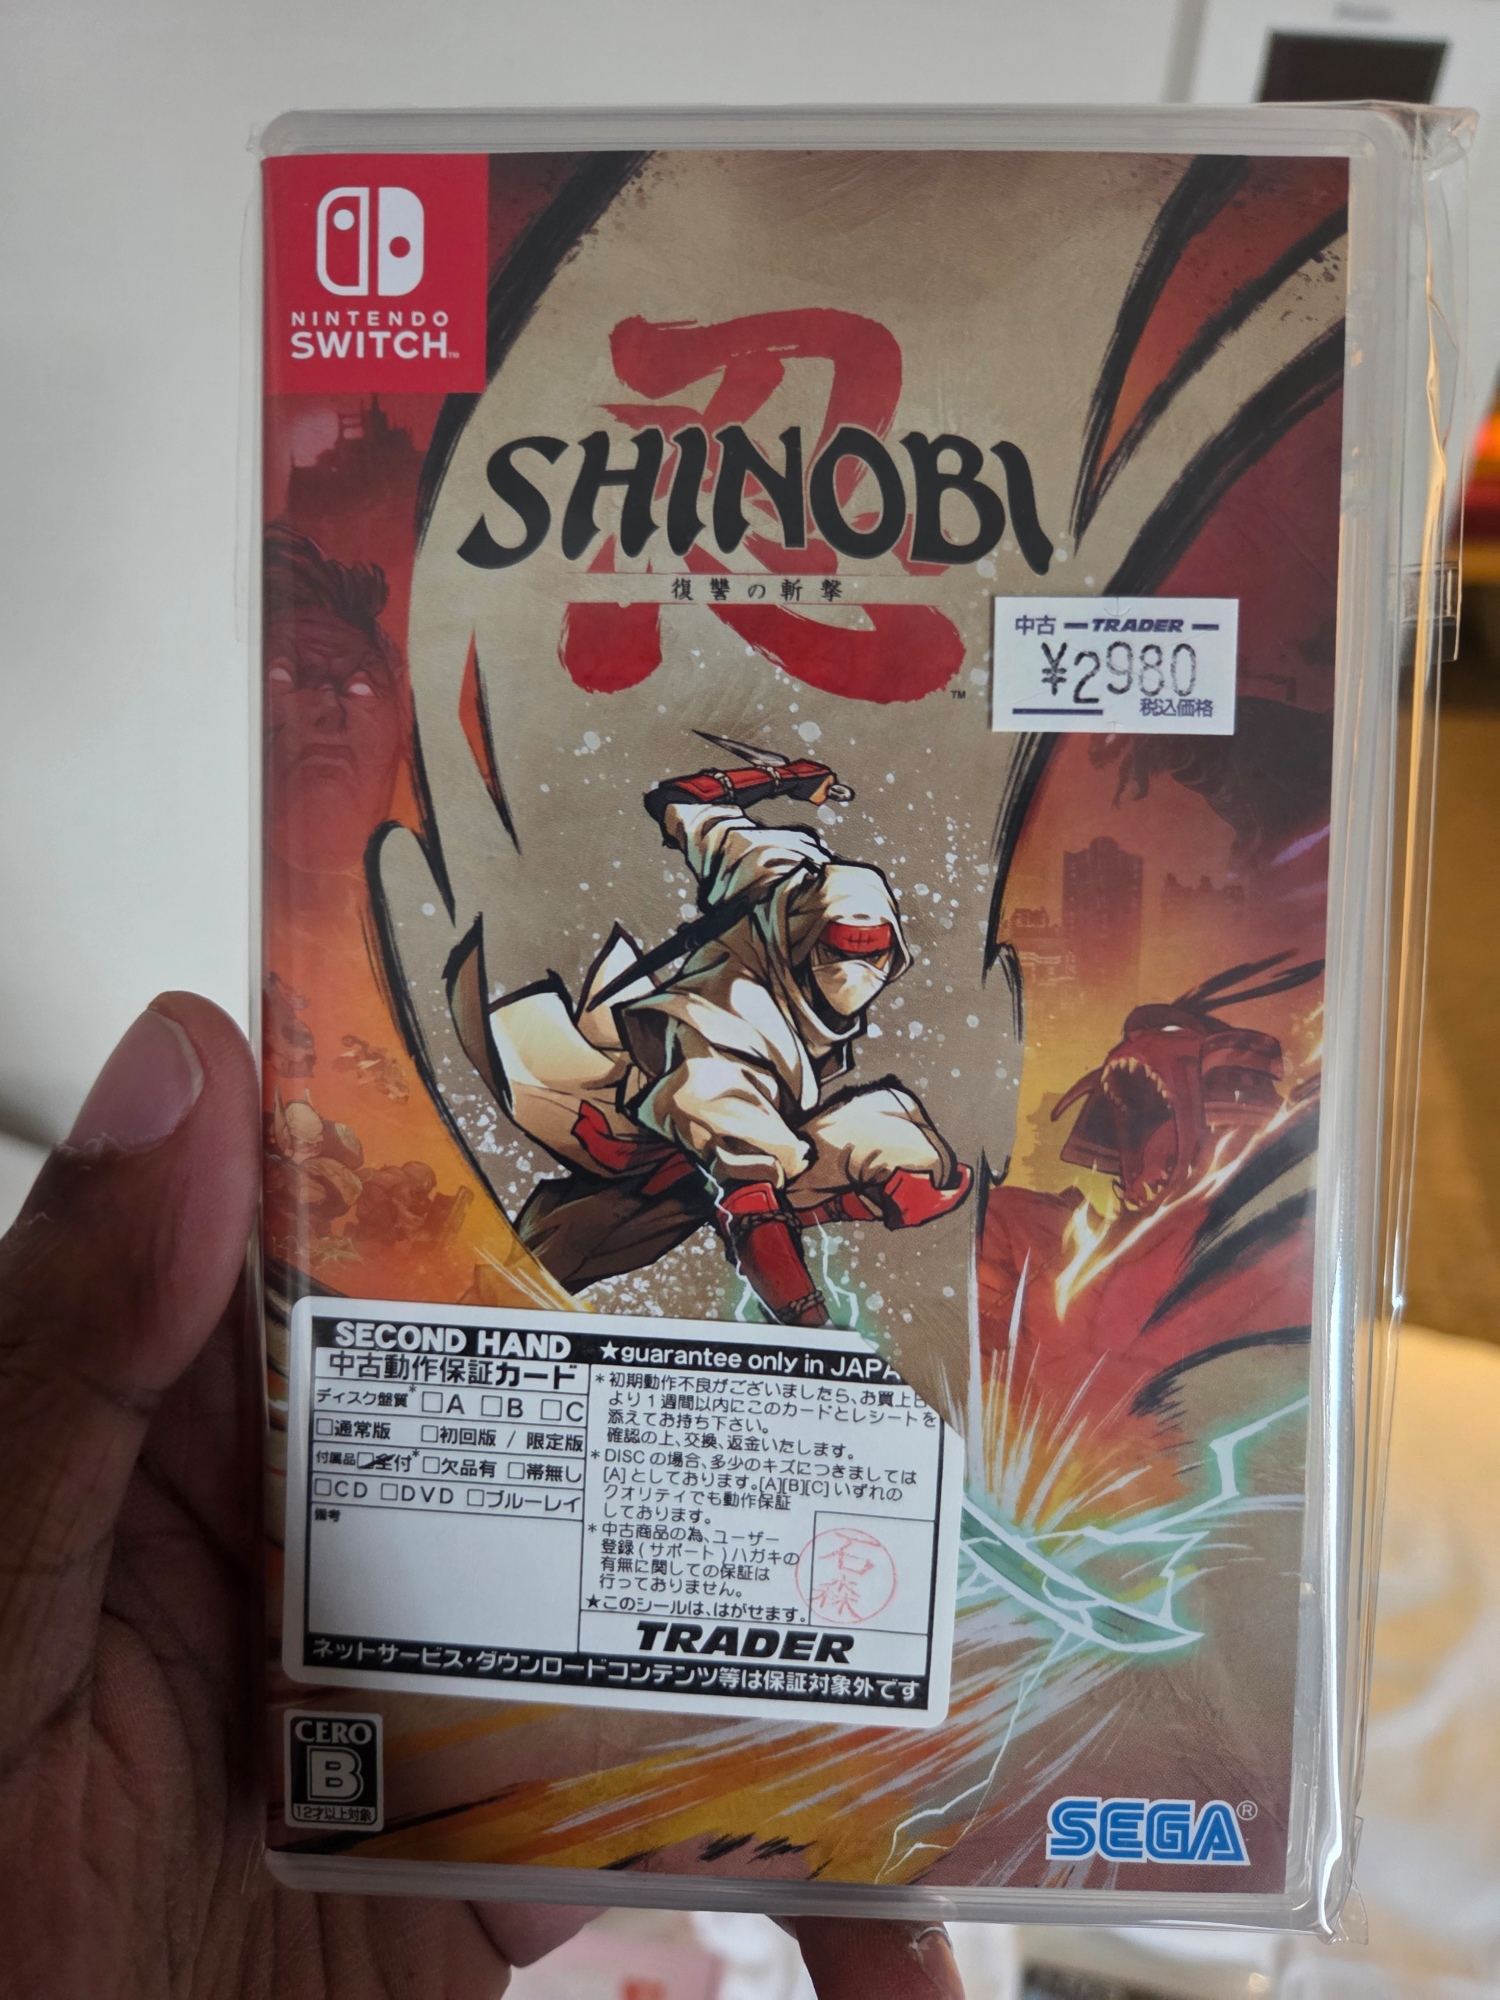 NINTENDO
SWITCH™
忍
SHINOBI
復讐の斬撃
TM
中古 TRADER
¥2980
税込価格
SECOND HAND
中古動作保証カード
ディスク盤質* □A □B □C
□通常版 □初回版 / 限定版
付属品□全付* □欠品有 □帯無し
□CD □DVD □ブルーレイ
備考
★guarantee only in JAPA
*初期動作不良がございましたら、お買上日
より1週間以内にこのカードとレシートを
添えてお持ち下さい。
確認の上、交換、返金いたします。
*DISCの場合、多少のキズにつきましては
[A]としております。[A][B][C]いずれの
クオリティでも動作保証
しております。
*中古商品の為、ユーザー
登録(サポート)ハガキの
有無に関しての保証は
行っておりません。
★このシールは、はがせます。
石森
TRADER
ネットサービス・ダウンロードコンテンツ等は保証対象外です
CERO
B
12才以上対象
SEGA®